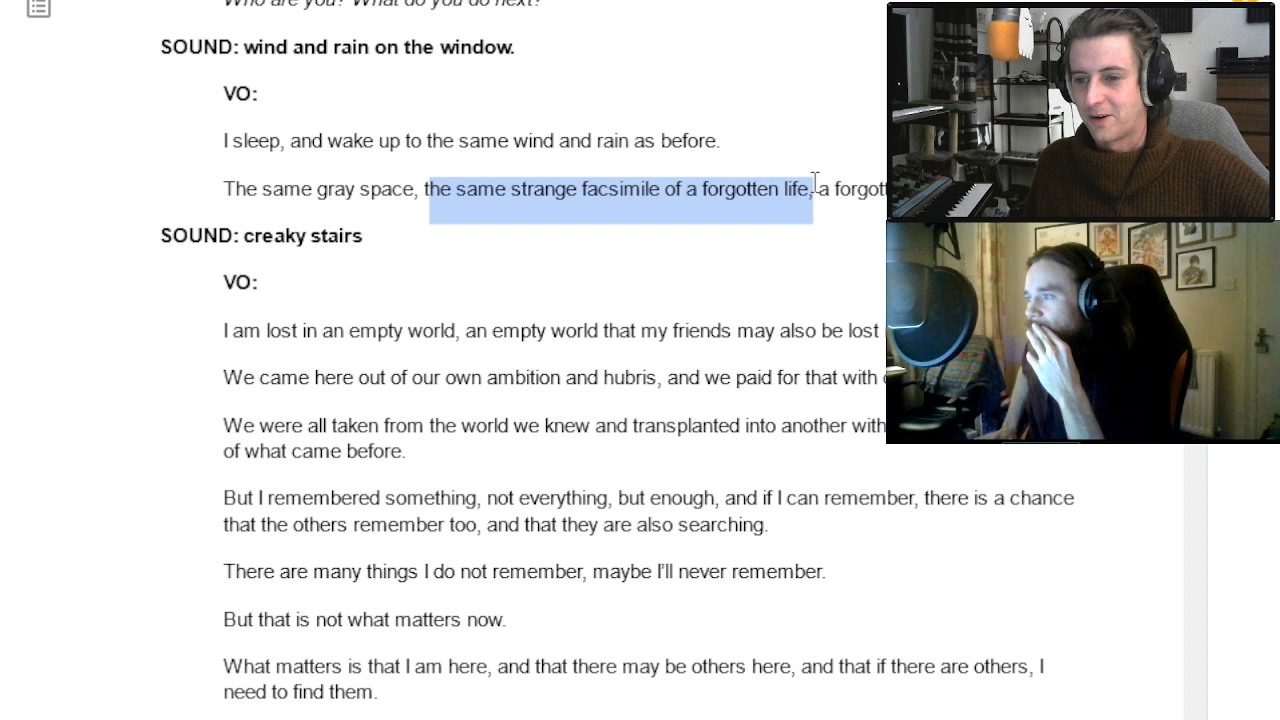 Who are you? What do you do next?
SOUND: wind and rain on the window.
VO:
I sleep, and wake up to the same wind and rain as before.
The same gray space, the same strange facsimile of a forgotten life, a
SOUND: creaky stairs
VO:
I am lost in an empty world, an empty world that my friends may also be lost
We came here out of our own ambition and hubris, and we paid for that with
We were all taken from the world we knew and transplanted into another with
of what came before.
But I remembered something, not everything, but enough, and if I can remember, there is a chance
that the others remember too, and that they are also searching.
There are many things I do not remember, maybe I'll never remember.
But that is not what matters now.
What matters is that I am here, and that there may be others here, and that if there are others, I
need to find them.